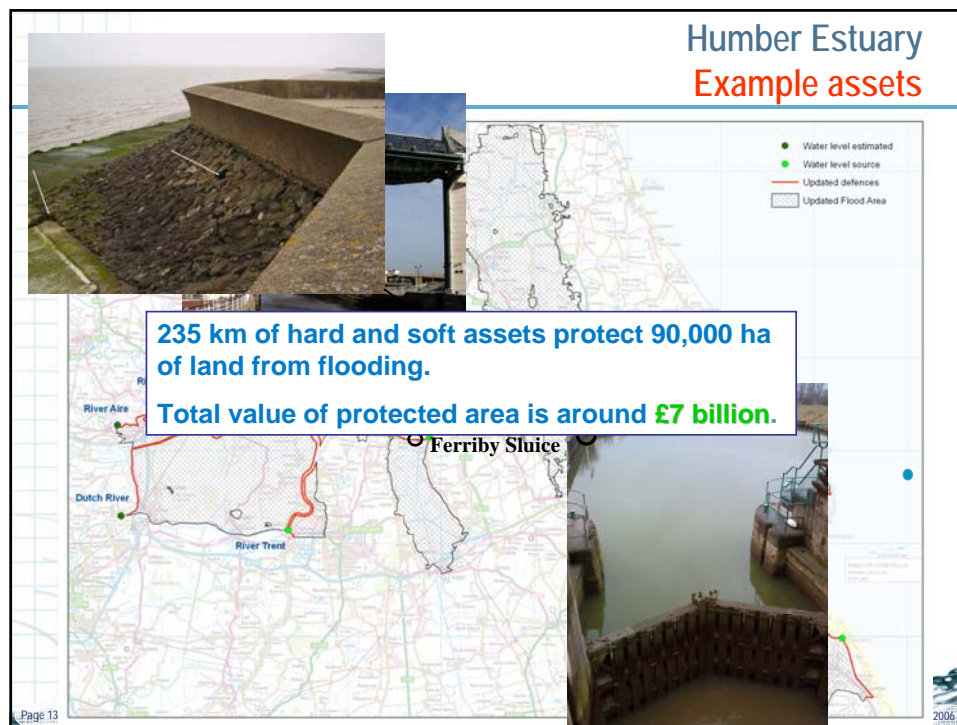 Humber Estuary
Example assets
Water level estimated
Water level source
Updated defences
Updated Flood Area
235 km of hard and soft assets protect 90,000 ha
of land from flooding.
Total value of protected area is around £7 billion.
River Aire
Ferriby Sluice
Dutch River
River Trent
Page 13
2006